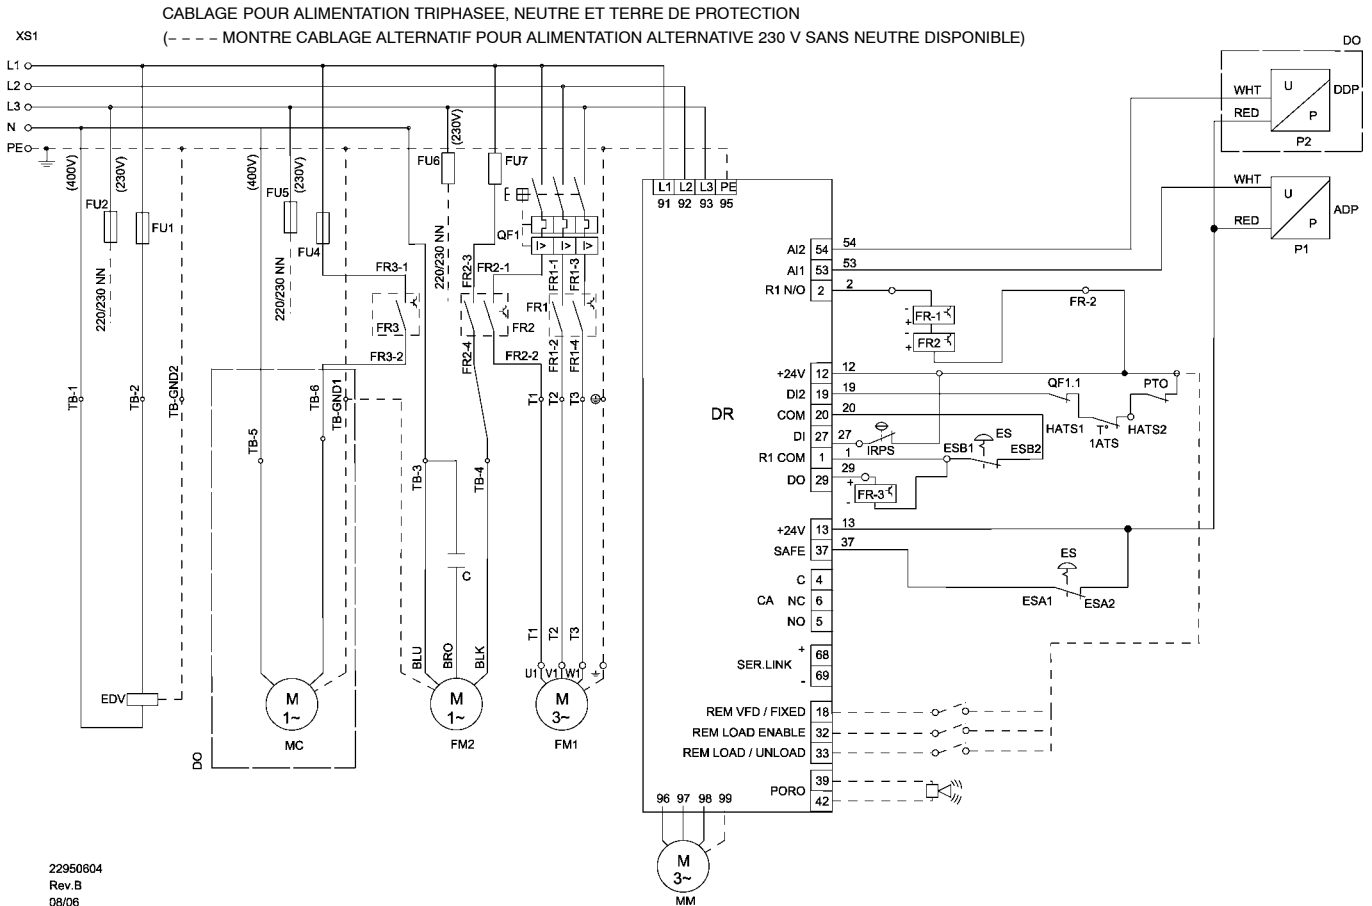 CABLAGE POUR ALIMENTATION TRIPHASEE, NEUTRE ET TERRE DE PROTECTION
(– – – – MONTRE CABLAGE ALTERNATIF POUR ALIMENTATION ALTERNATIVE 230 V SANS NEUTRE DISPONIBLE)
XS1
L1
L2
L3
N
PE
(400V)
(230V)
(400V)
(230V)
(230V)
FU2
FU1
FU5
FU4
FU6
FU7
QF1
I>
I>
I>
220/230 NN
220/230 NN
220/230 NN
FR3-1
FR3
FR3-2
FR2-3
FR2-1
FR2
FR2-4
FR2-2
FR1-1
FR1-3
FR1
FR1-2
FR1-4
TB-1
TB-2
TB-GND2
TB-5
TB-6
TB-GND1
TB-3
TB-4
T1
T2
T3
C
T1
T2
T3
BLU
BRO
BLK
U1
V1
W1
EDV
M
1~
MC
DO
M
1~
FM2
M
3~
FM1
L1
L2
L3
PE
91
92
93
95
DR
AI2
54
54
AI1
53
53
R1 N/O
2
2
+24V
12
12
DI2
19
19
COM
20
20
DI
27
27
R1 COM
1
1
DO
29
29
+24V
13
13
SAFE
37
37
C
4
CA
NC
6
NO
5
+
68
SER.LINK
69
-
REM VFD / FIXED
18
REM LOAD ENABLE
32
REM LOAD / UNLOAD
33
PORO
39
42
96
97
98
99
M
3~
MM
DO
WHT
RED
U
P
DDP
P2
WHT
RED
U
P
ADP
P1
-
FR-1
+
-
FR2
+
FR-2
QF1.1
PTO
HATS1
T°
1ATS
HATS2
IRPS
ESB1
ES
ESB2
+
FR-3
-
ES
ESA1
ESA2
22950604
Rev.B
08/06